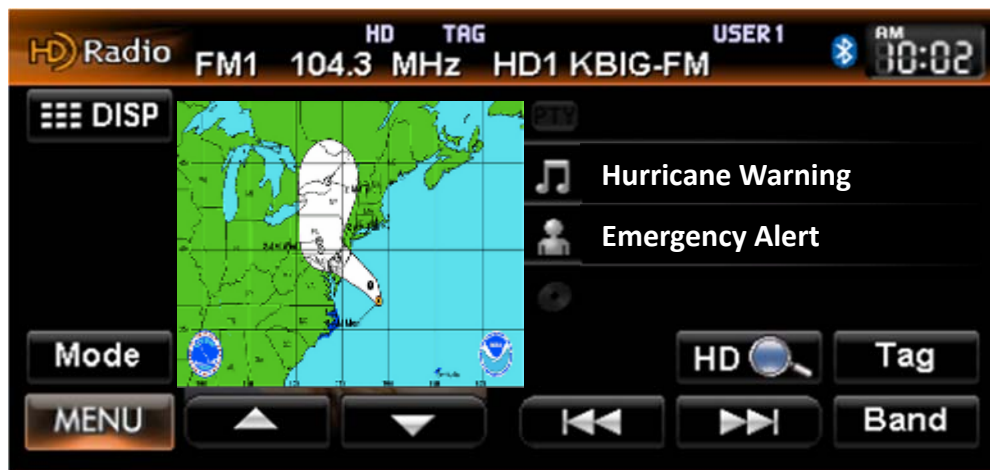 HD Radio
HD TAG USER 1 AM
FM1 104.3 MHz HD1 KBIG-FM 10:02
DISP
PTY
Hurricane Warning
Emergency Alert
Mode
HD
Tag
MENU
Band